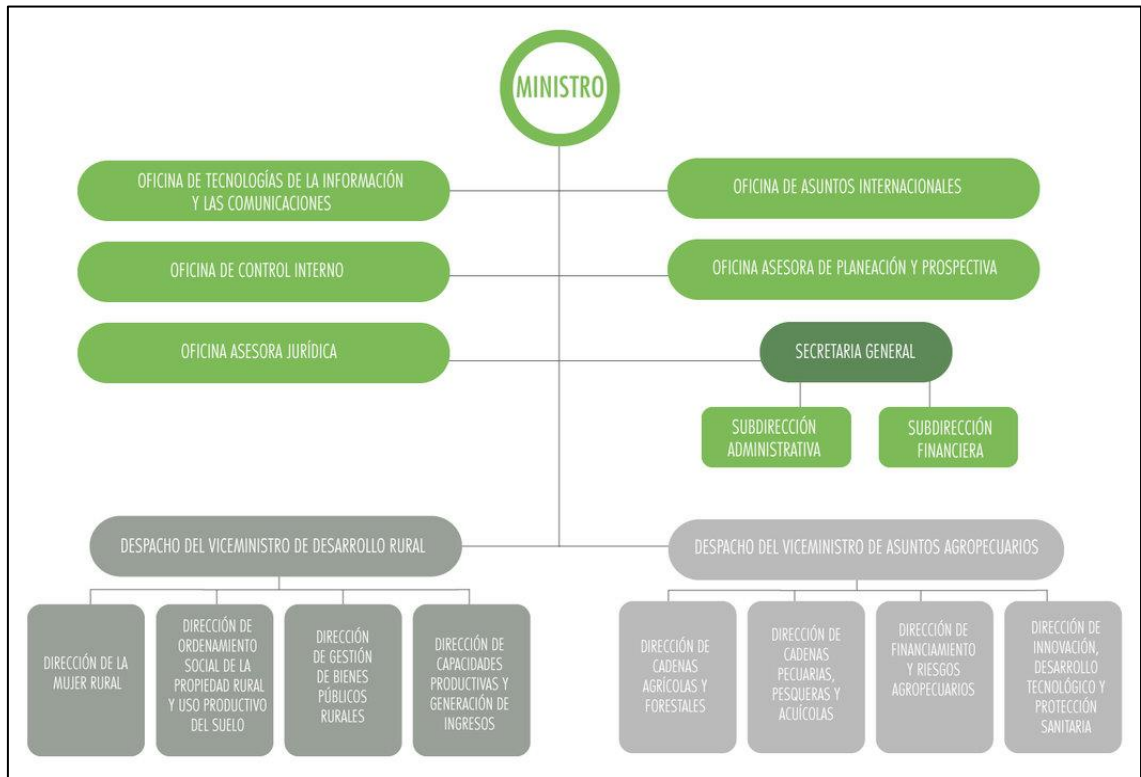 MINISTRO
OFICINA DE TECNOLOGÍAS DE LA INFORMACIÓN
Y LAS COMUNICACIONES
OFICINA DE ASUNTOS INTERNACIONALES
OFICINA DE CONTROL INTERNO
OFICINA ASESORA DE PLANEACIÓN Y PROSPECTIVA
OFICINA ASESORA JURÍDICA
SECRETARIA GENERAL
SUBDIRECCIÓN
ADMINISTRATIVA
SUBDIRECCIÓN
FINANCIERA
DESPACHO DEL VICEMINISTRO DE DESARROLLO RURAL
DESPACHO DEL VICEMINISTRO DE ASUNTOS AGROPECUARIOS
DIRECCIÓN DE LA
MUJER RURAL
DIRECCIÓN DE
ORDENAMIENTO
SOCIAL DE LA
PROPIEDAD RURAL
Y USO PRODUCTIVO
DEL SUELO
DIRECCIÓN
DE GESTIÓN
DE BIENES
PÚBLICOS
RURALES
DIRECCIÓN DE
CAPACIDADES
PRODUCTIVAS Y
GENERACIÓN DE
INGRESOS
DIRECCIÓN DE
CADENAS
AGRÍCOLAS Y
FORESTALES
DIRECCIÓN DE
CADENAS
PECUARIAS,
PESQUERAS Y
ACUÍCOLAS
DIRECCIÓN DE
FINANCIAMIENTO
Y RIESGOS
AGROPECUARIOS
DIRECCIÓN DE
INNOVACIÓN,
DESARROLLO
TECNOLÓGICO Y
PROTECCIÓN
SANITARIA